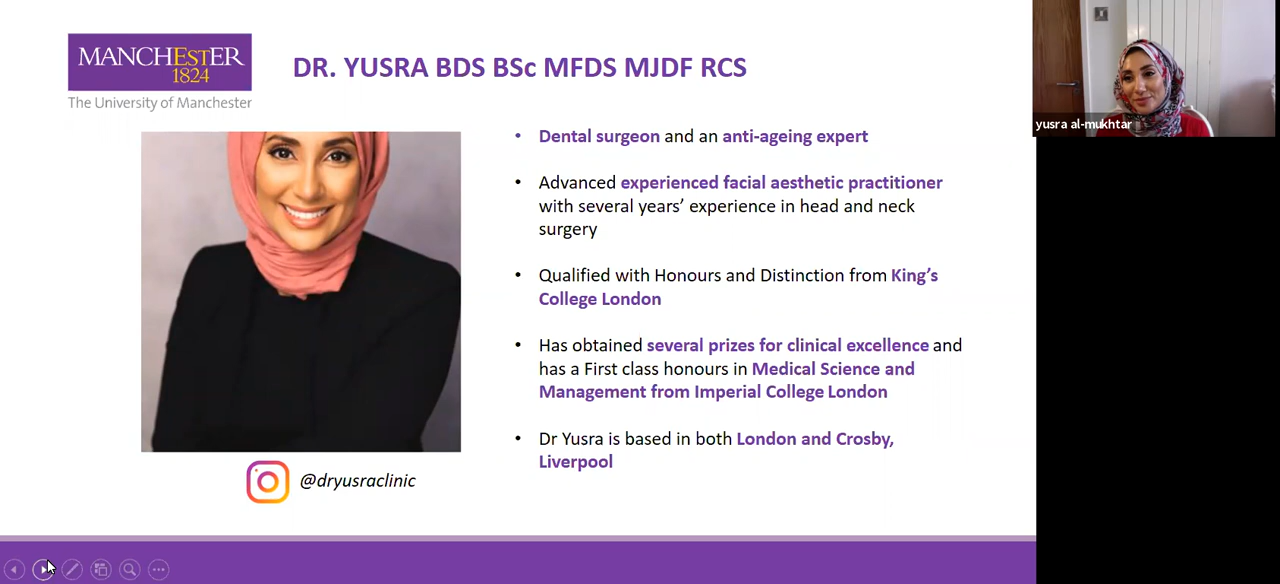 MANCHESTER
1824
The University of Manchester
DR. YUSRA BDS BSc MFDS MJDF RCS
yusra al-mukhtar
• Dental surgeon and an anti-ageing expert
• Advanced experienced facial aesthetic practitioner
with several years’ experience in head and neck
surgery
• Qualified with Honours and Distinction from King’s
College London
• Has obtained several prizes for clinical excellence and
has a First class honours in Medical Science and
Management from Imperial College London
• Dr Yusra is based in both London and Crosby,
Liverpool
@dryusraclinic